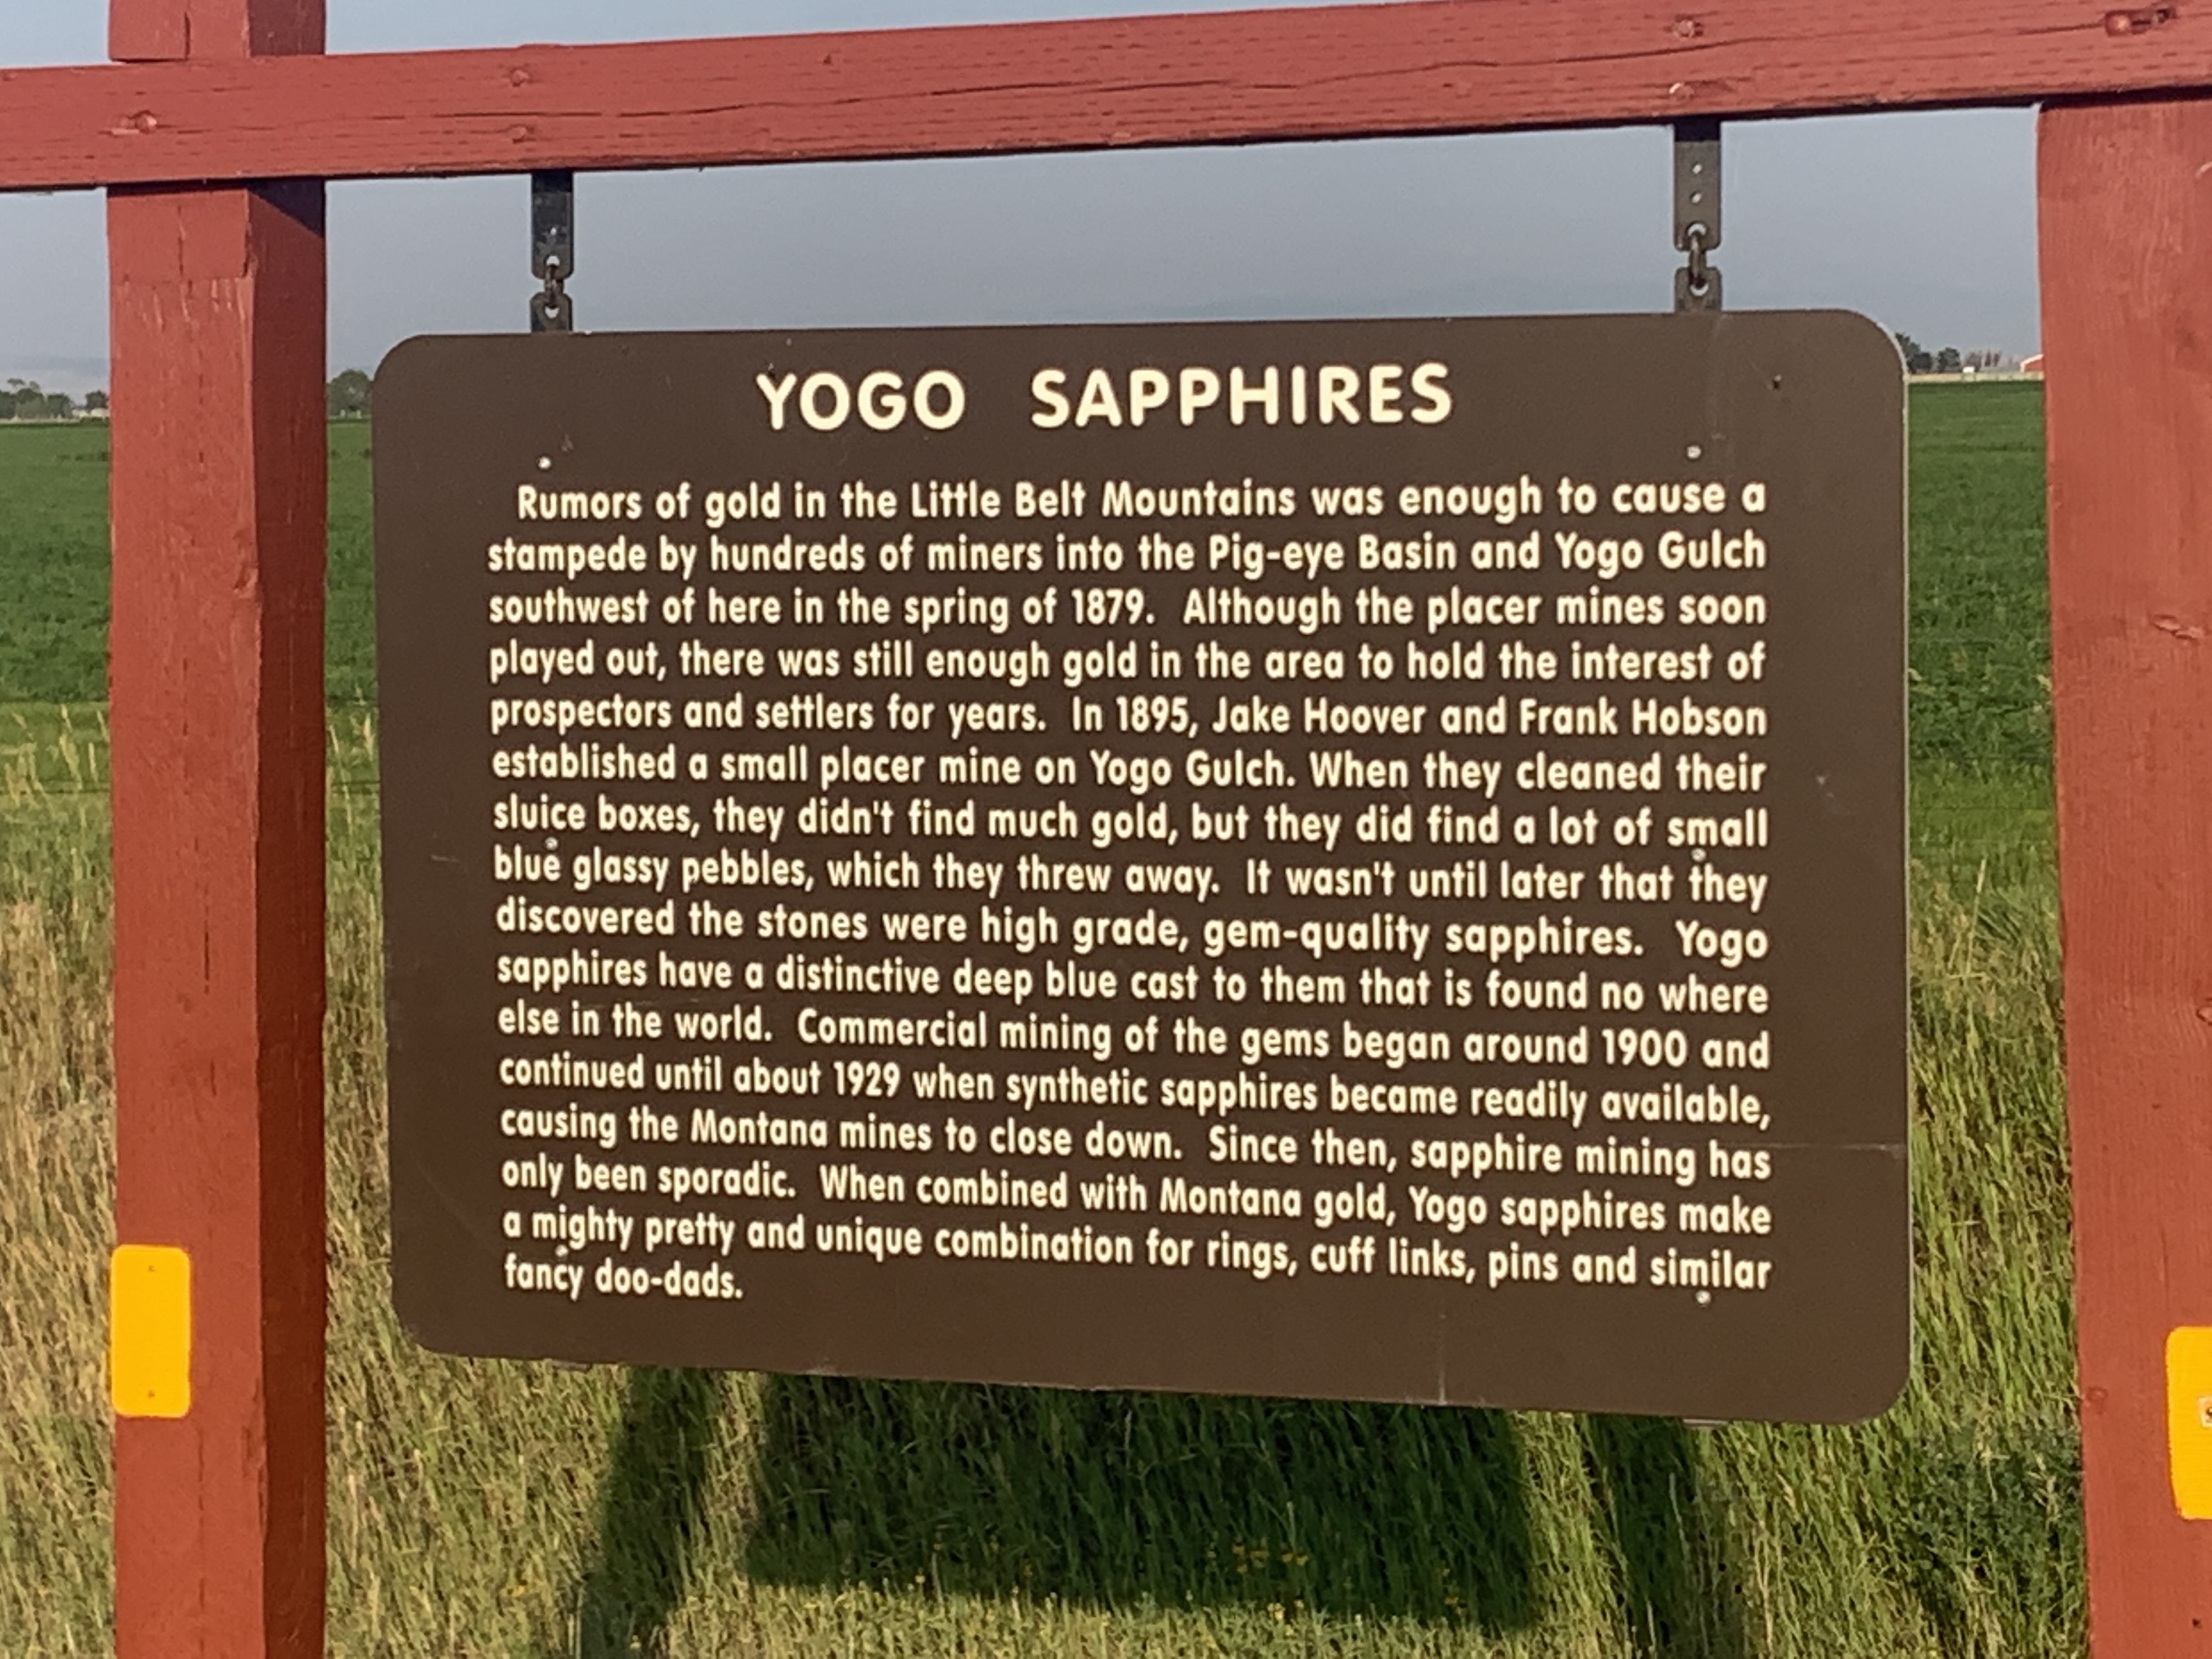 YOGO SAPPHIRES
Rumors of gold in the Little Belt Mountains was enough to cause a
stampede by hundreds of miners into the Pig-eye Basin and Yogo Gulch
southwest of here in the spring of 1879. Although the placer mines soon
played out, there was still enough gold in the area to hold the interest of
prospectors and settlers for years. In 1895, Jake Hoover and Frank Hobson
established a small placer mine on Yogo Gulch. When they cleaned their
sluice boxes, they didn't find much gold, but they did find a lot of small
blue glassy pebbles, which they threw away. It wasn't until later that they
discovered the stones were high grade, gem-quality sapphires. Yogo
sapphires have a distinctive deep blue cast to them that is found no where
else in the world. Commercial mining of the gems began around 1900 and
continued until about 1929 when synthetic sapphires became readily available,
causing the Montana mines to close down. Since then, sapphire mining has
only been sporadic. When combined with Montana gold, Yogo sapphires make
a mighty pretty and unique combination for rings, cuff links, pins and similar
fancy doo-dads.